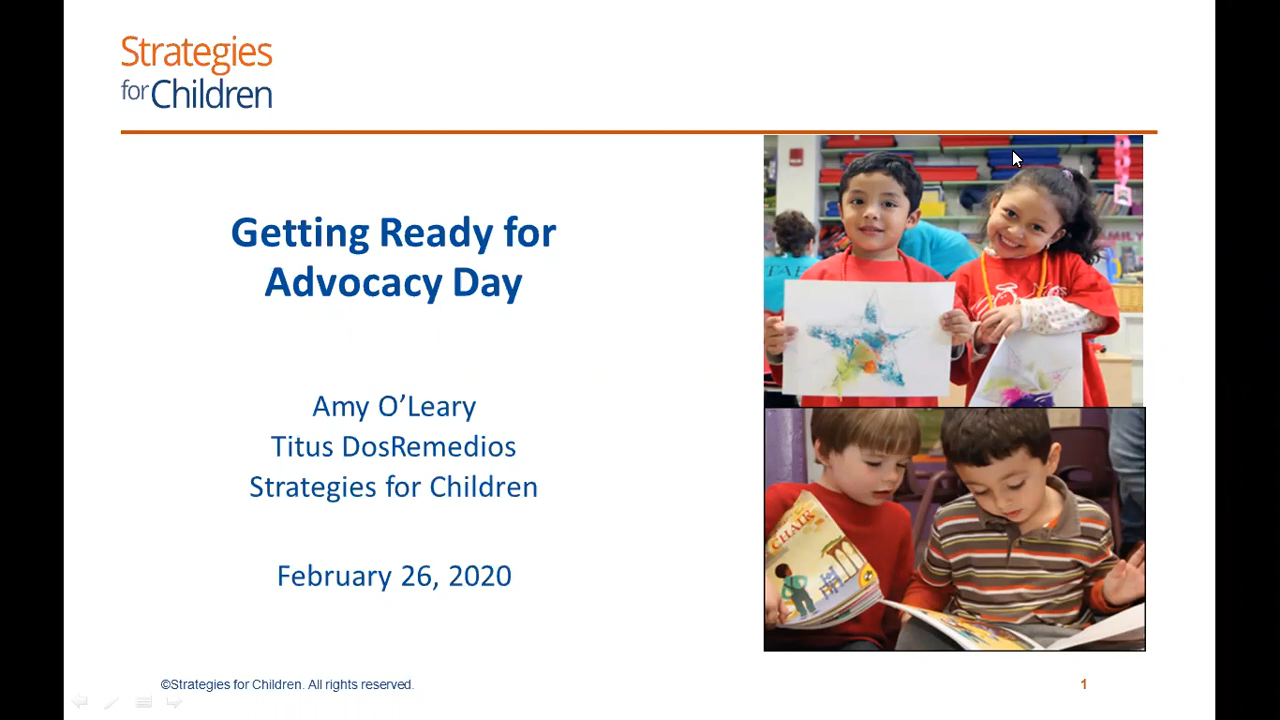 Strategies
for Children
Getting Ready for
Advocacy Day
Amy O’Leary
Titus DosRemedios
Strategies for Children
February 26, 2020
CHAIR
©Strategies for Children. All rights reserved.
1